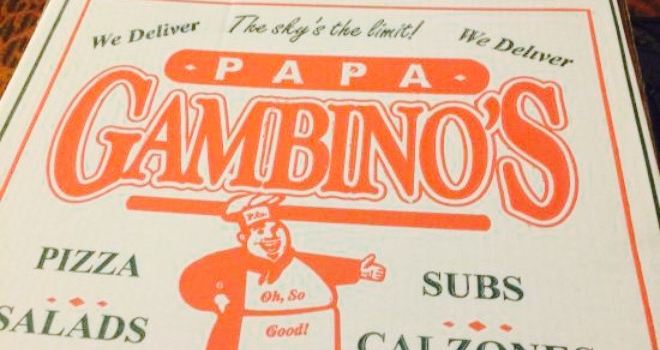 We Deliver The sky's the limit! We Deliver
PAPA
GAMBINO'S
P.G.
PIZZA SUBS
Oh, So
Good!
SALADS CALZONES